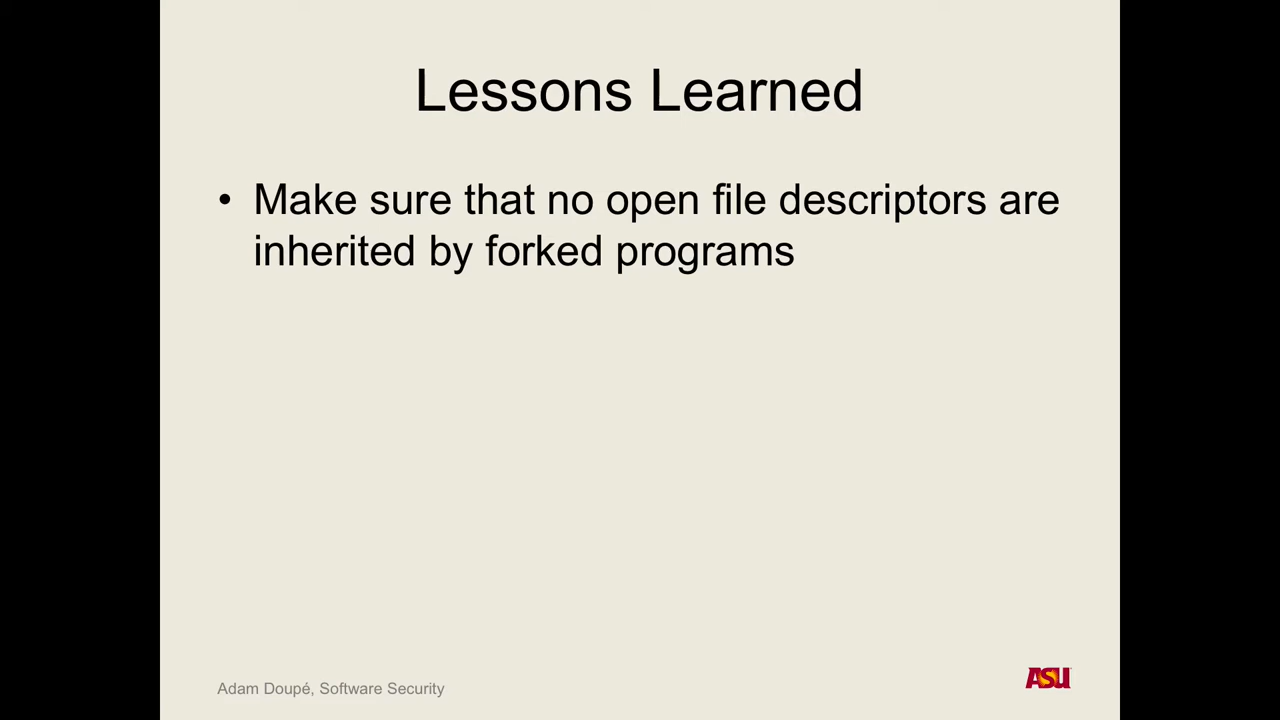 Lessons Learned
• Make sure that no open file descriptors are
inherited by forked programs
Adam Doupé, Software Security
ASU